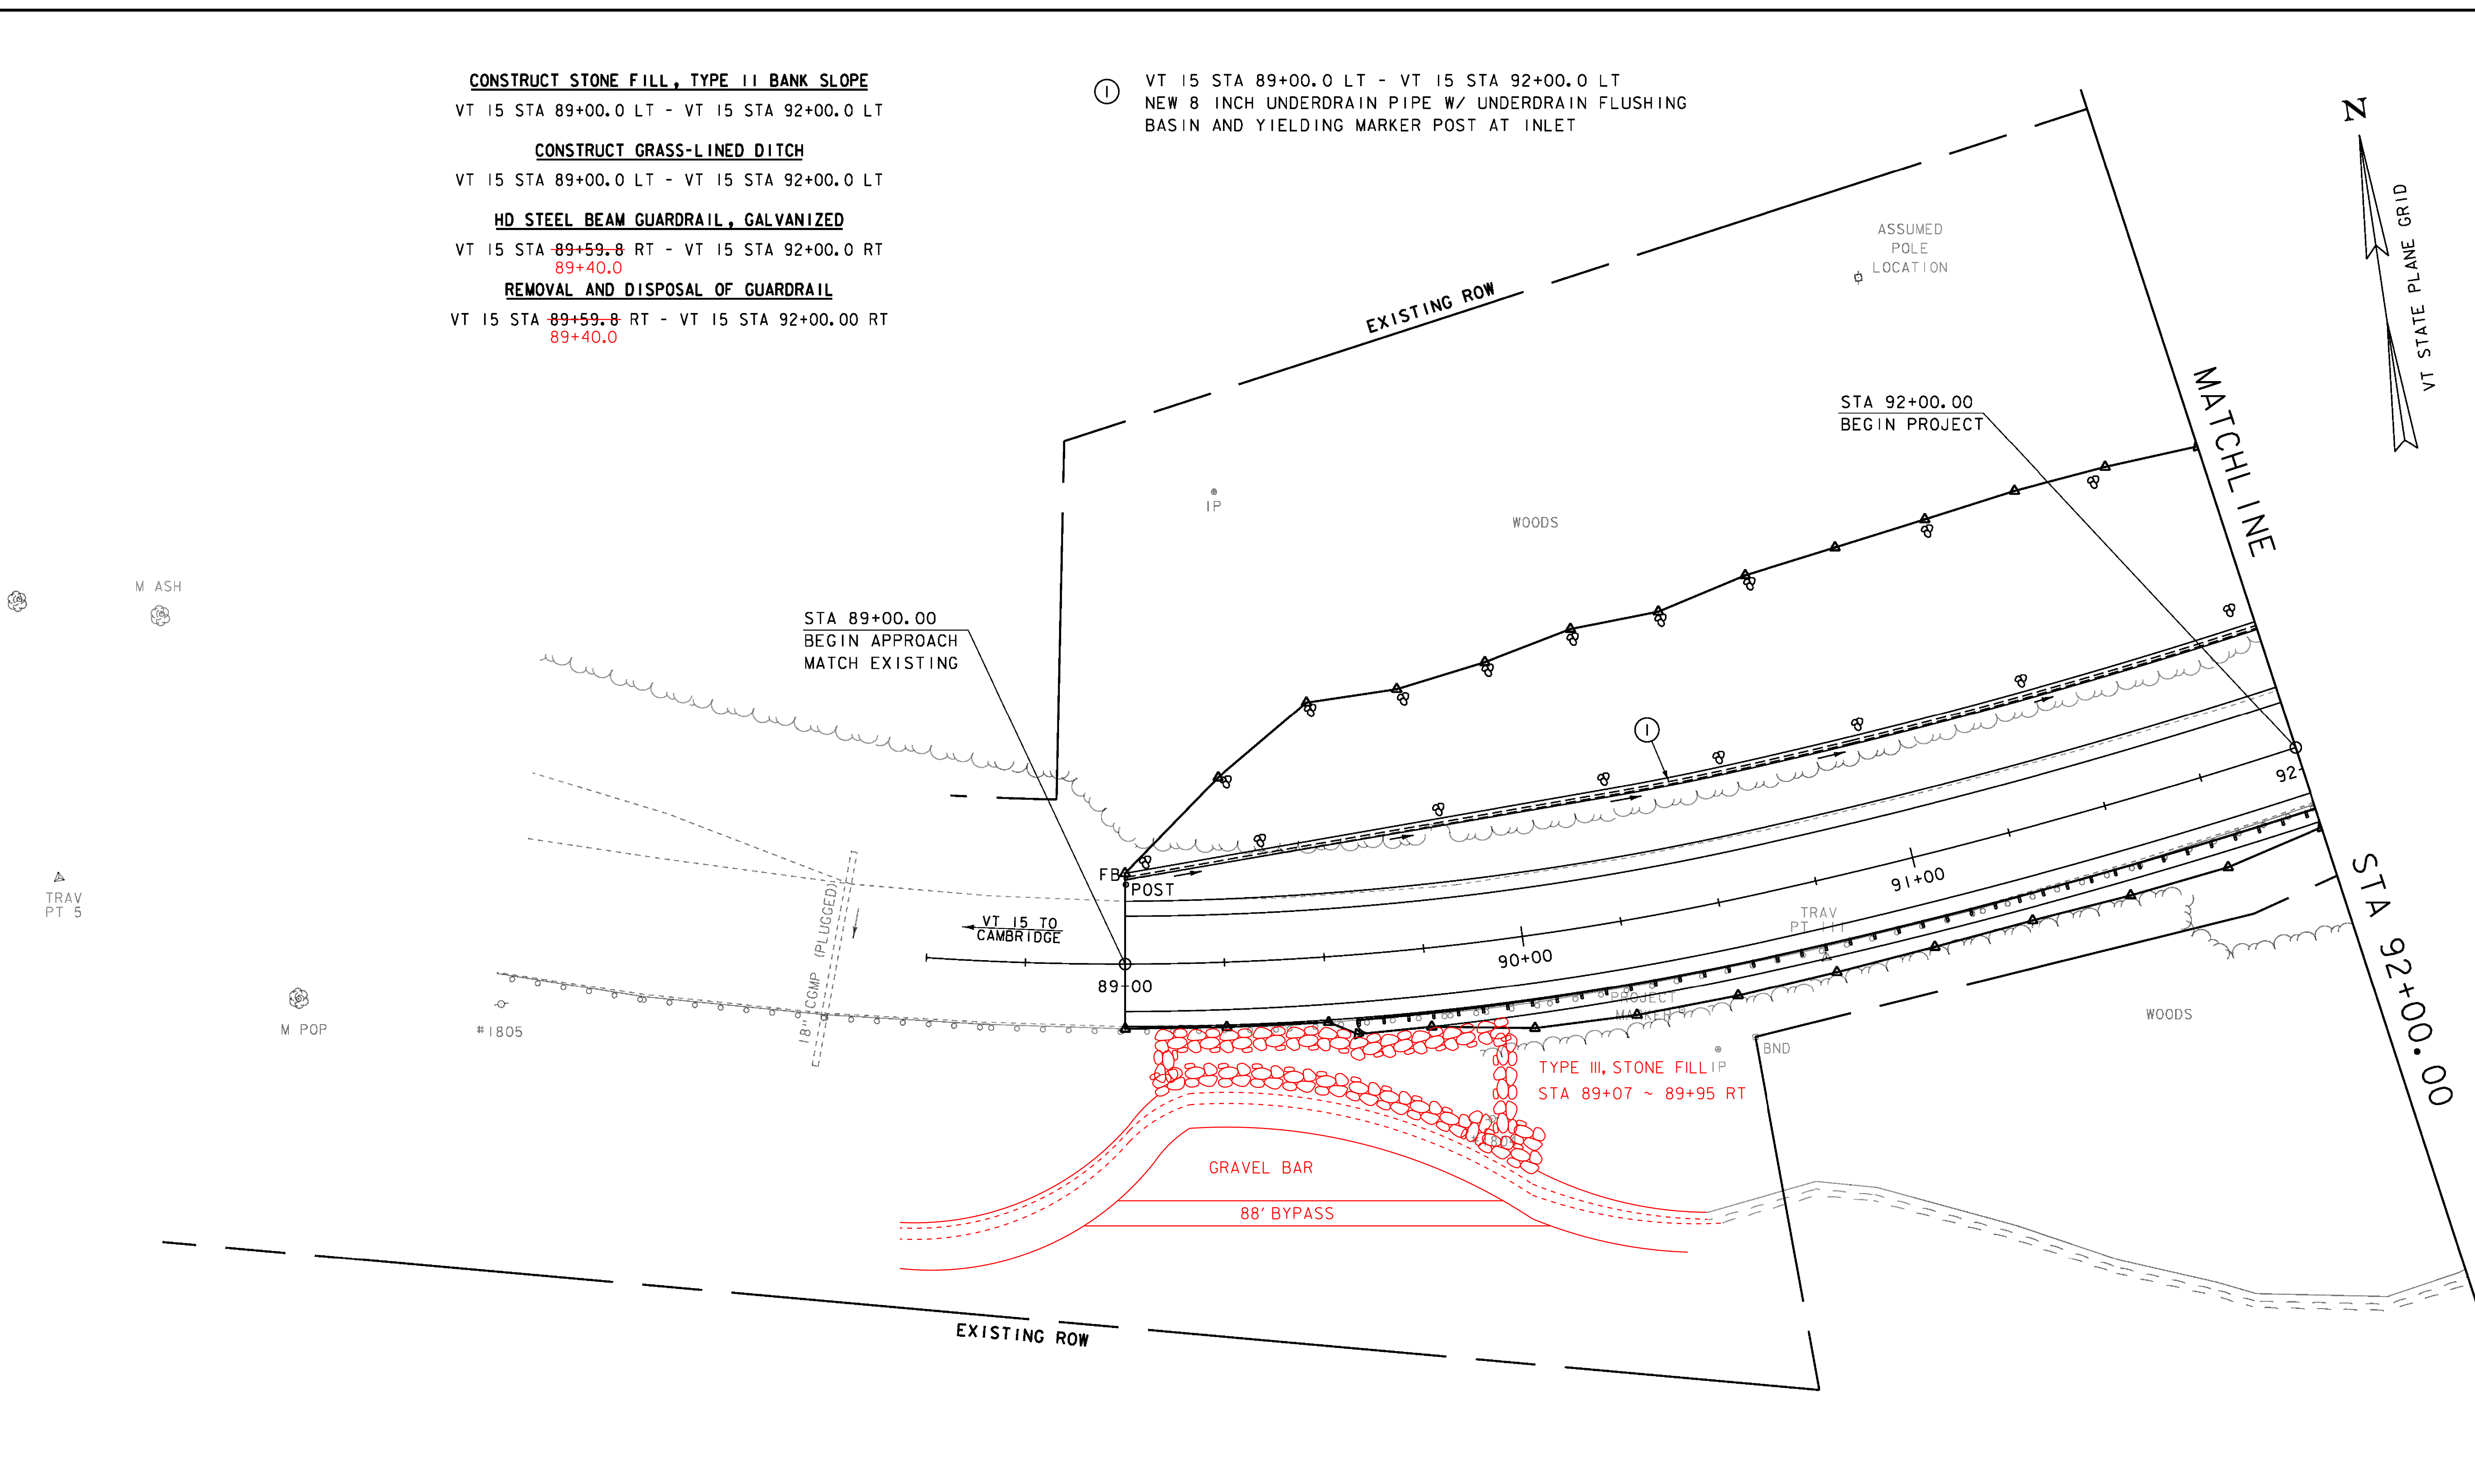 CONSTRUCT STONE FILL, TYPE II BANK SLOPE
VT 15 STA 89+00.0 LT - VT 15 STA 92+00.0 LT
CONSTRUCT GRASS-LINED DITCH
VT 15 STA 89+00.0 LT - VT 15 STA 92+00.0 LT
HD STEEL BEAM GUARDRAIL, GALVANIZED
VT 15 STA 89+59.8 RT - VT 15 STA 92+00.0 RT
89+40.0
REMOVAL AND DISPOSAL OF GUARDRAIL
VT 15 STA 89+59.8 RT - VT 15 STA 92+00.00 RT
89+40.0
1
VT 15 STA 89+00.0 LT - VT 15 STA 92+00.0 LT
NEW 8 INCH UNDERDRAIN PIPE W/ UNDERDRAIN FLUSHING
BASIN AND YIELDING MARKER POST AT INLET
N
VT STATE PLANE GRID
ASSUMED
POLE
LOCATION
EXISTING ROW
STA 92+00.00
BEGIN PROJECT
MATCHLINE
STA 92+00.00
IP
WOODS
M ASH
STA 89+00.00
BEGIN APPROACH
MATCH EXISTING
1
92
FB
POST
TRAV
PT 5
18" CGMP (PLUGGED)
VT 15 TO
CAMBRIDGE
89+00
90+00
91+00
TRAV
PT 111
PROJECT
MARKER
M POP
#1805
WOODS
BND
IP
TYPE III, STONE FILL
STA 89+07 ~ 89+95 RT
#1804
GRAVEL BAR
88' BYPASS
EXISTING ROW